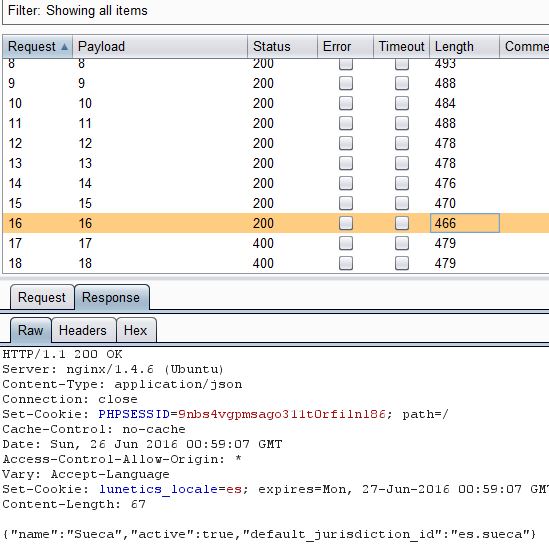 Filter: Showing all items
Request Payload Status Error Timeout Length Comme
8 8 200 493
9 9 200 488
10 10 200 484
11 11 200 488
12 12 200 478
13 13 200 478
14 14 200 476
15 15 200 470
16 16 200 466
17 17 400 479
18 18 400 479
Request Response
Raw Headers Hex
HTTP/1.1 200 OK
Server: nginx/1.4.6 (Ubuntu)
Content-Type: application/json
Connection: close
Set-Cookie: PHPSESSID=9nbs4vgpmsago311t0rfilnl86; path=/
Cache-Control: no-cache
Date: Sun, 26 Jun 2016 00:59:07 GMT
Access-Control-Allow-Origin: *
Vary: Accept-Language
Set-Cookie: lunetics_locale=es; expires=Mon, 27-Jun-2016 00:59:07 GMT
Content-Length: 67
{"name":"Sueca","active":true,"default_jurisdiction_id":"es.sueca"}